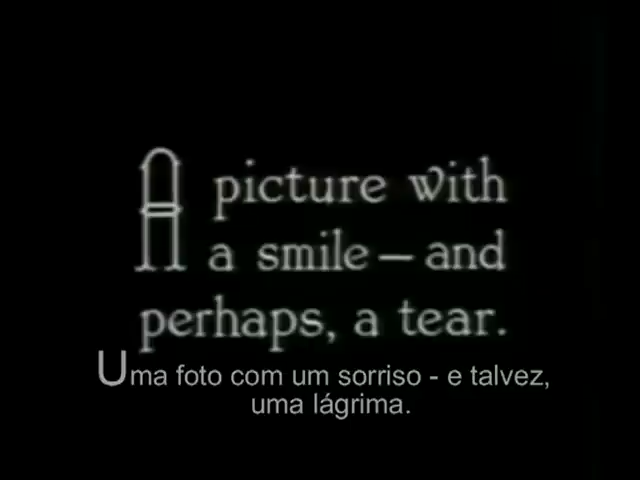 A picture with
a smile — and
perhaps, a tear.
Uma foto com um sorriso - e talvez,
uma lágrima.